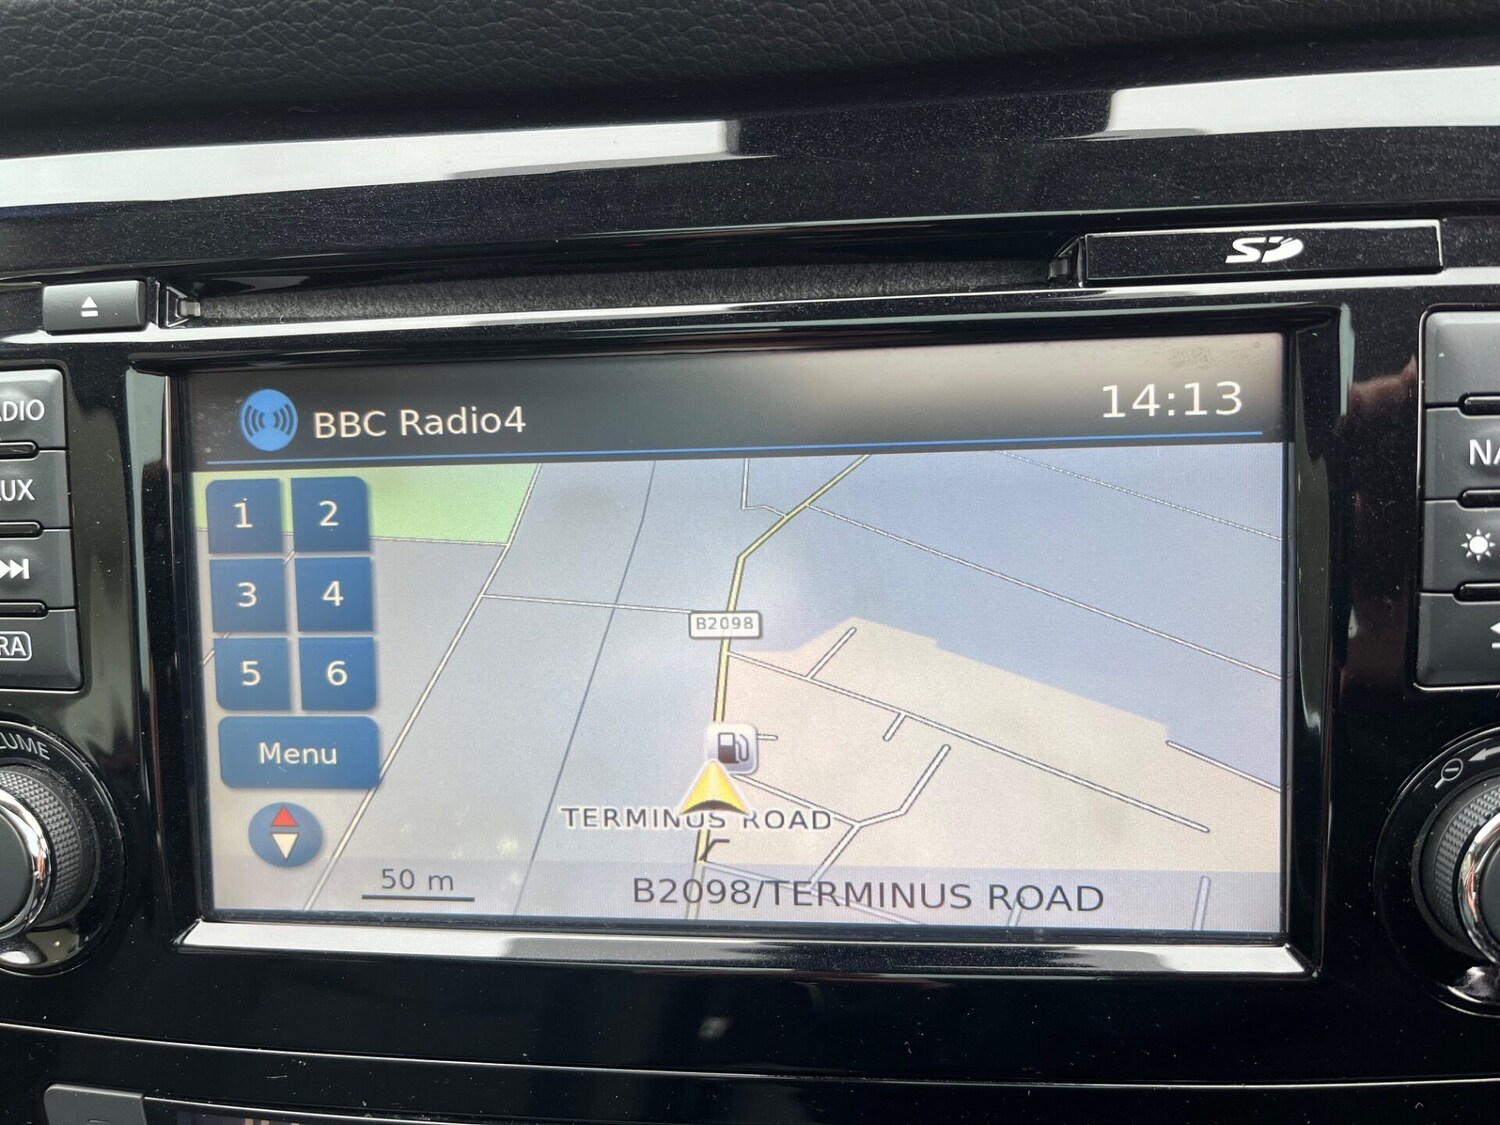 SD
BBC Radio4
14:13
1 2
3 4
5 6
Menu
B2098
TERMINUS ROAD
50 m
B2098/TERMINUS ROAD